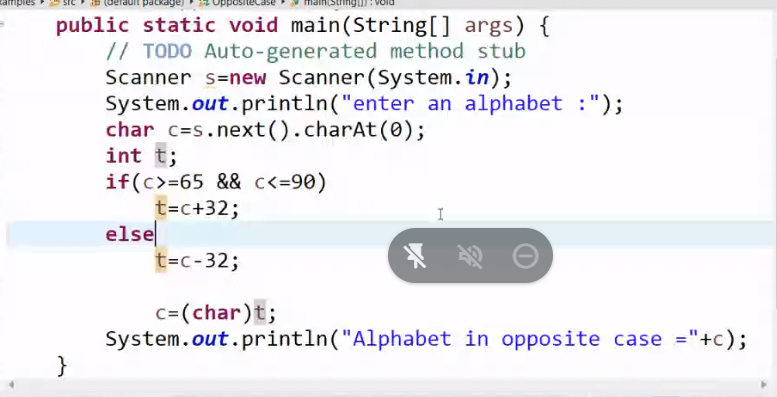 src (default package) OppositeCase main(String[]) : void
public static void main(String[] args) {
// TODO Auto-generated method stub
Scanner s=new Scanner(System.in);
System.out.println("enter an alphabet :");
char c=s.next().charAt(0);
int t;
if(c>=65 && c<=90)
t=c+32;
else
t=c-32;
c=(char)t;
System.out.println("Alphabet in opposite case ="+c);
}